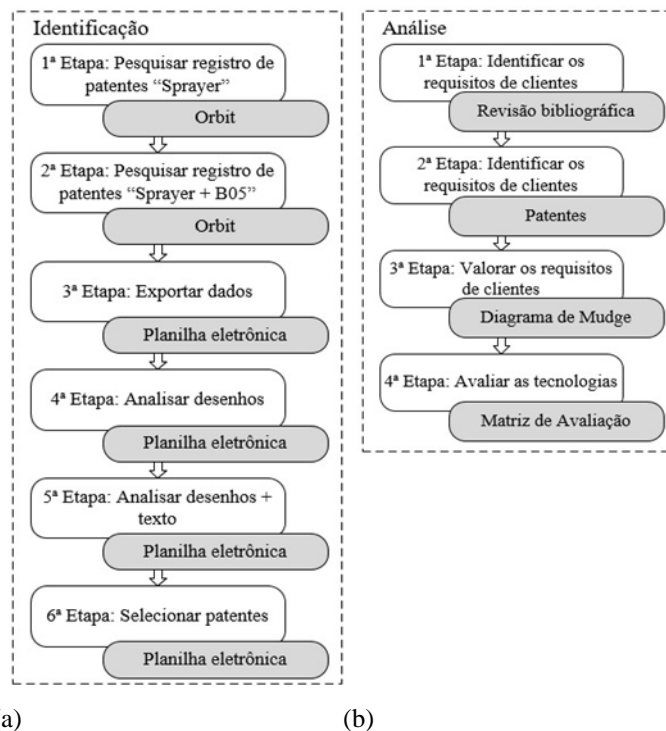 Identificação
1ª Etapa: Pesquisar registro de
patentes “Sprayer”
Orbit
2ª Etapa: Pesquisar registro de
patentes “Sprayer + B05”
Orbit
3ª Etapa: Exportar dados
Planilha eletrônica
4ª Etapa: Analisar desenhos
Planilha eletrônica
5ª Etapa: Analisar desenhos +
texto
Planilha eletrônica
6ª Etapa: Selecionar patentes
Planilha eletrônica
Análise
1ª Etapa: Identificar os
requisitos de clientes
Revisão bibliográfica
2ª Etapa: Identificar os
requisitos de clientes
Patentes
3ª Etapa: Valorar os requisitos
de clientes
Diagrama de Mudge
4ª Etapa: Avaliar as tecnologias
Matriz de Avaliação
a)
(b)